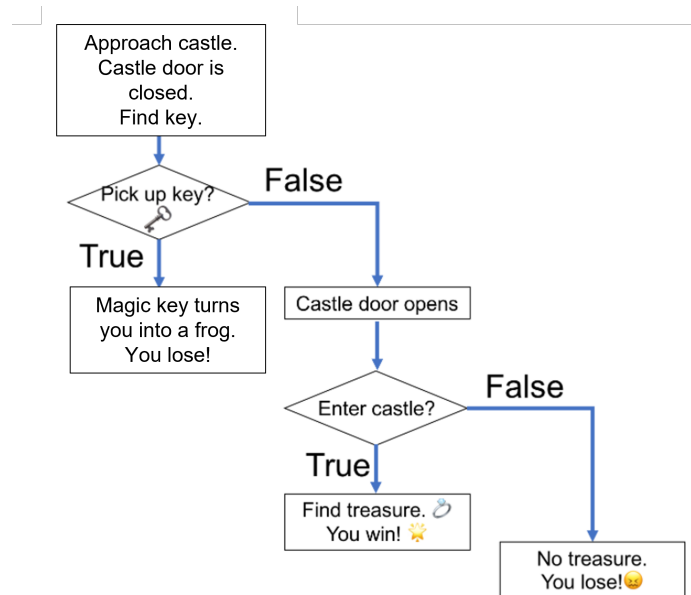 Approach castle.
Castle door is
closed.
Find key.
Pick up key?
False
True
Magic key turns
you into a frog.
You lose!
Castle door opens
Enter castle?
False
True
Find treasure.
You win!
No treasure.
You lose!